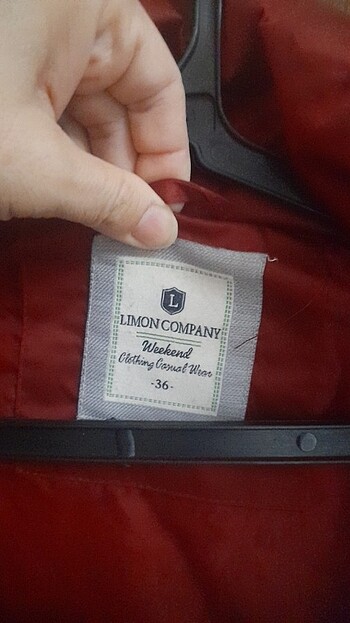 L
LIMON COMPANY
Weekend
Clothing Casual Wear
-36-